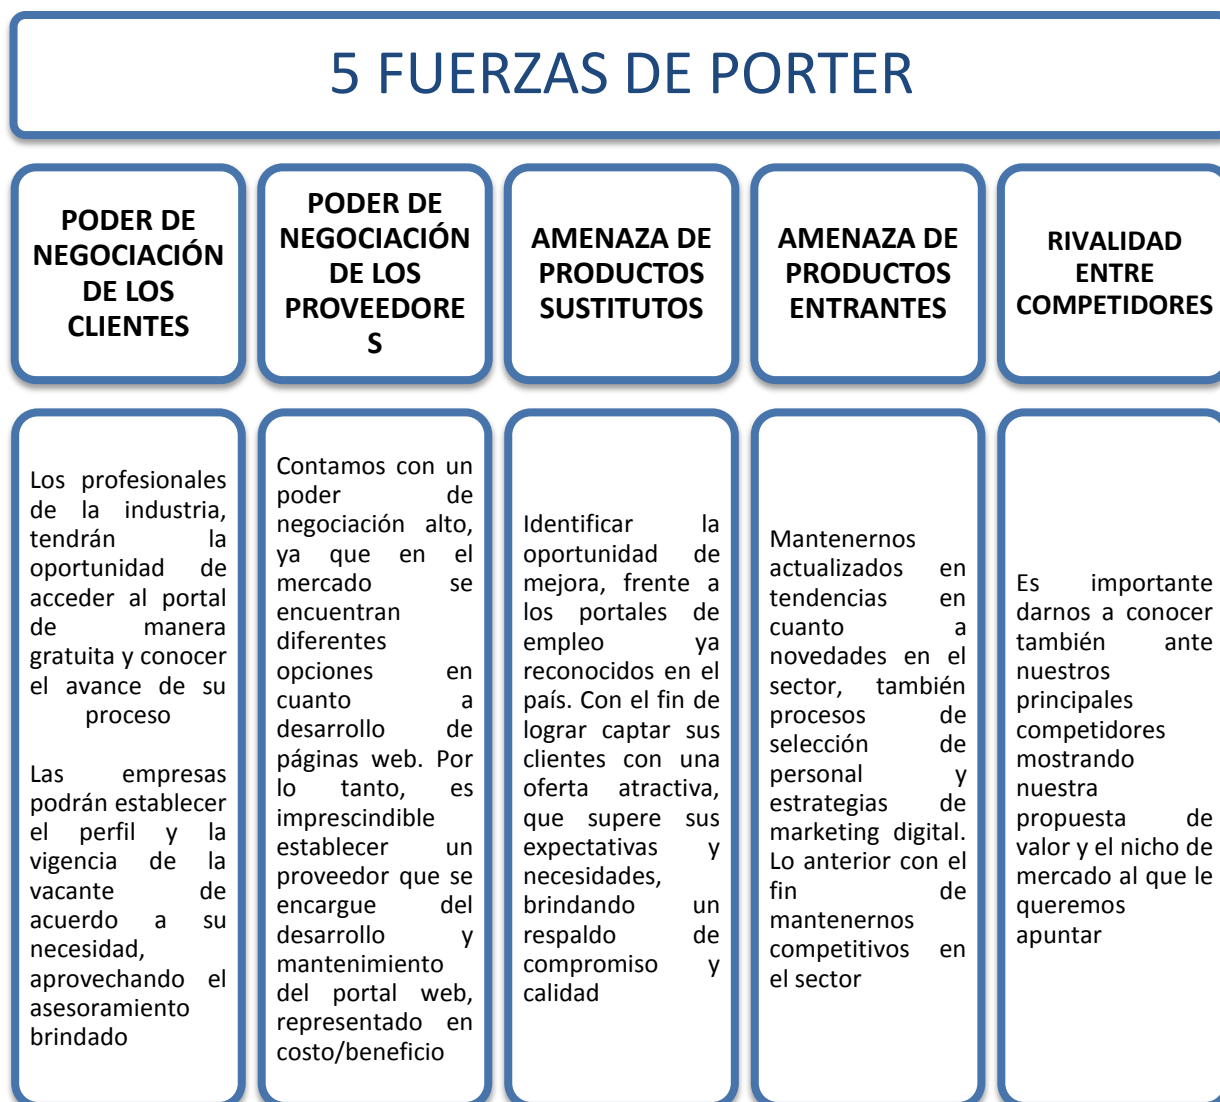 5 FUERZAS DE PORTER
PODER DE
NEGOCIACIÓN
DE LOS
CLIENTES
PODER DE
NEGOCIACIÓN
DE LOS
PROVEEDORE
S
AMENAZA DE
PRODUCTOS
SUSTITUTOS
AMENAZA DE
PRODUCTOS
ENTRANTES
RIVALIDAD
ENTRE
COMPETIDORES
Los profesionales
de la industria,
tendrán la
oportunidad de
acceder al portal
de manera
gratuita y conocer
el avance de su
proceso
Las empresas
podrán establecer
el perfil y la
vigencia de la
vacante de
acuerdo a su
necesidad,
aprovechando el
asesoramiento
brindado
Contamos con un
poder de
negociación alto,
ya que en el
mercado se
encuentran
diferentes
opciones en
cuanto a
desarrollo de
páginas web. Por
lo tanto, es
imprescindible
establecer un
proveedor que se
encargue del
desarrollo y
mantenimiento
del portal web,
representado en
costo/beneficio
Identificar la
oportunidad de
mejora, frente a
los portales de
empleo ya
reconocidos en el
país. Con el fin de
lograr captar sus
clientes con una
oferta atractiva,
que supere sus
expectativas y
necesidades,
brindando un
respaldo de
compromiso y
calidad
Mantenernos
actualizados en
tendencias en
cuanto a
novedades en el
sector, también
procesos de
selección de
personal y
estrategias de
marketing digital.
Lo anterior con el
fin de
mantenernos
competitivos en
el sector
Es importante
darnos a conocer
también ante
nuestros
principales
competidores
mostrando
nuestra
propuesta de
valor y el nicho de
mercado al que le
queremos
apuntar